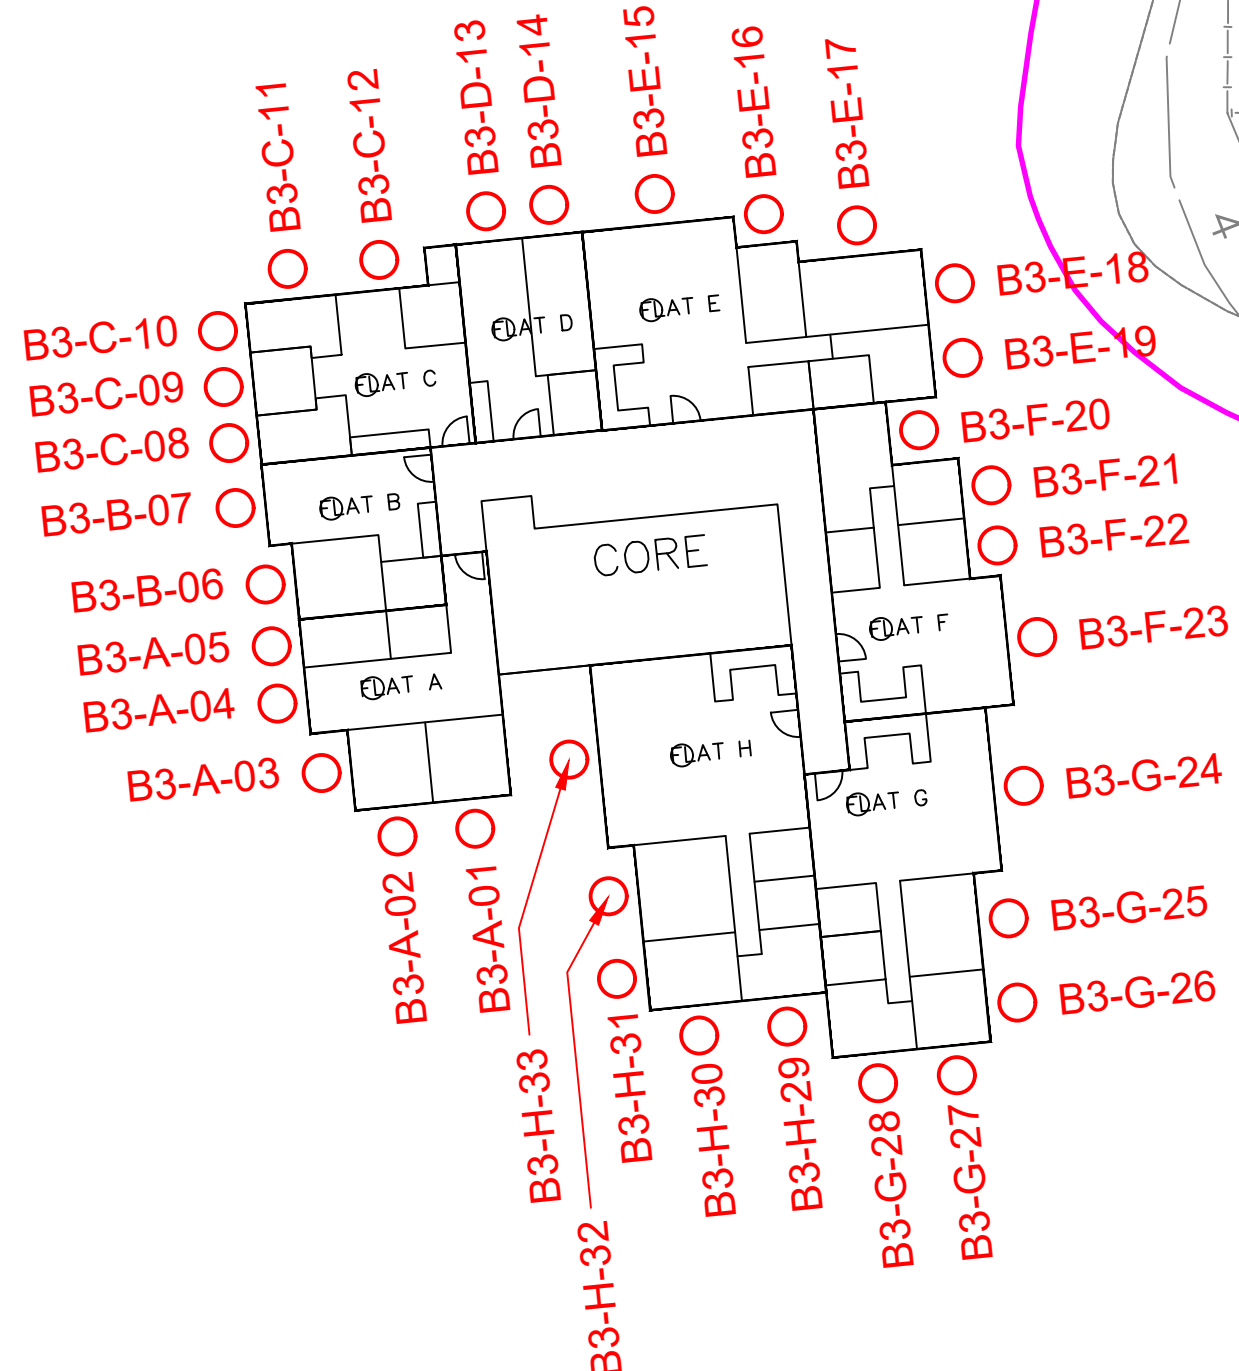 B3-C-11
B3-C-12
B3-D-13
B3-D-14
B3-E-15
B3-E-16
B3-E-17
A
B3-E-18
B3-C-10
FLAT D
FLAT E
B3-E-19
B3-C-09
FLAT C
B3-F-20
B3-C-08
B3-F-21
B3-B-07
FLAT B
B3-F-22
CORE
B3-B-06
B3-F-23
FLAT F
B3-A-05
FLAT A
B3-A-04
FLAT H
B3-G-24
B3-A-03
FLAT G
B3-A-02
B3-A-01
B3-G-25
B3-G-26
B3-H-33
B3-H-32
B3-H-31
B3-H-30
B3-H-29
B3-G-28
B3-G-27